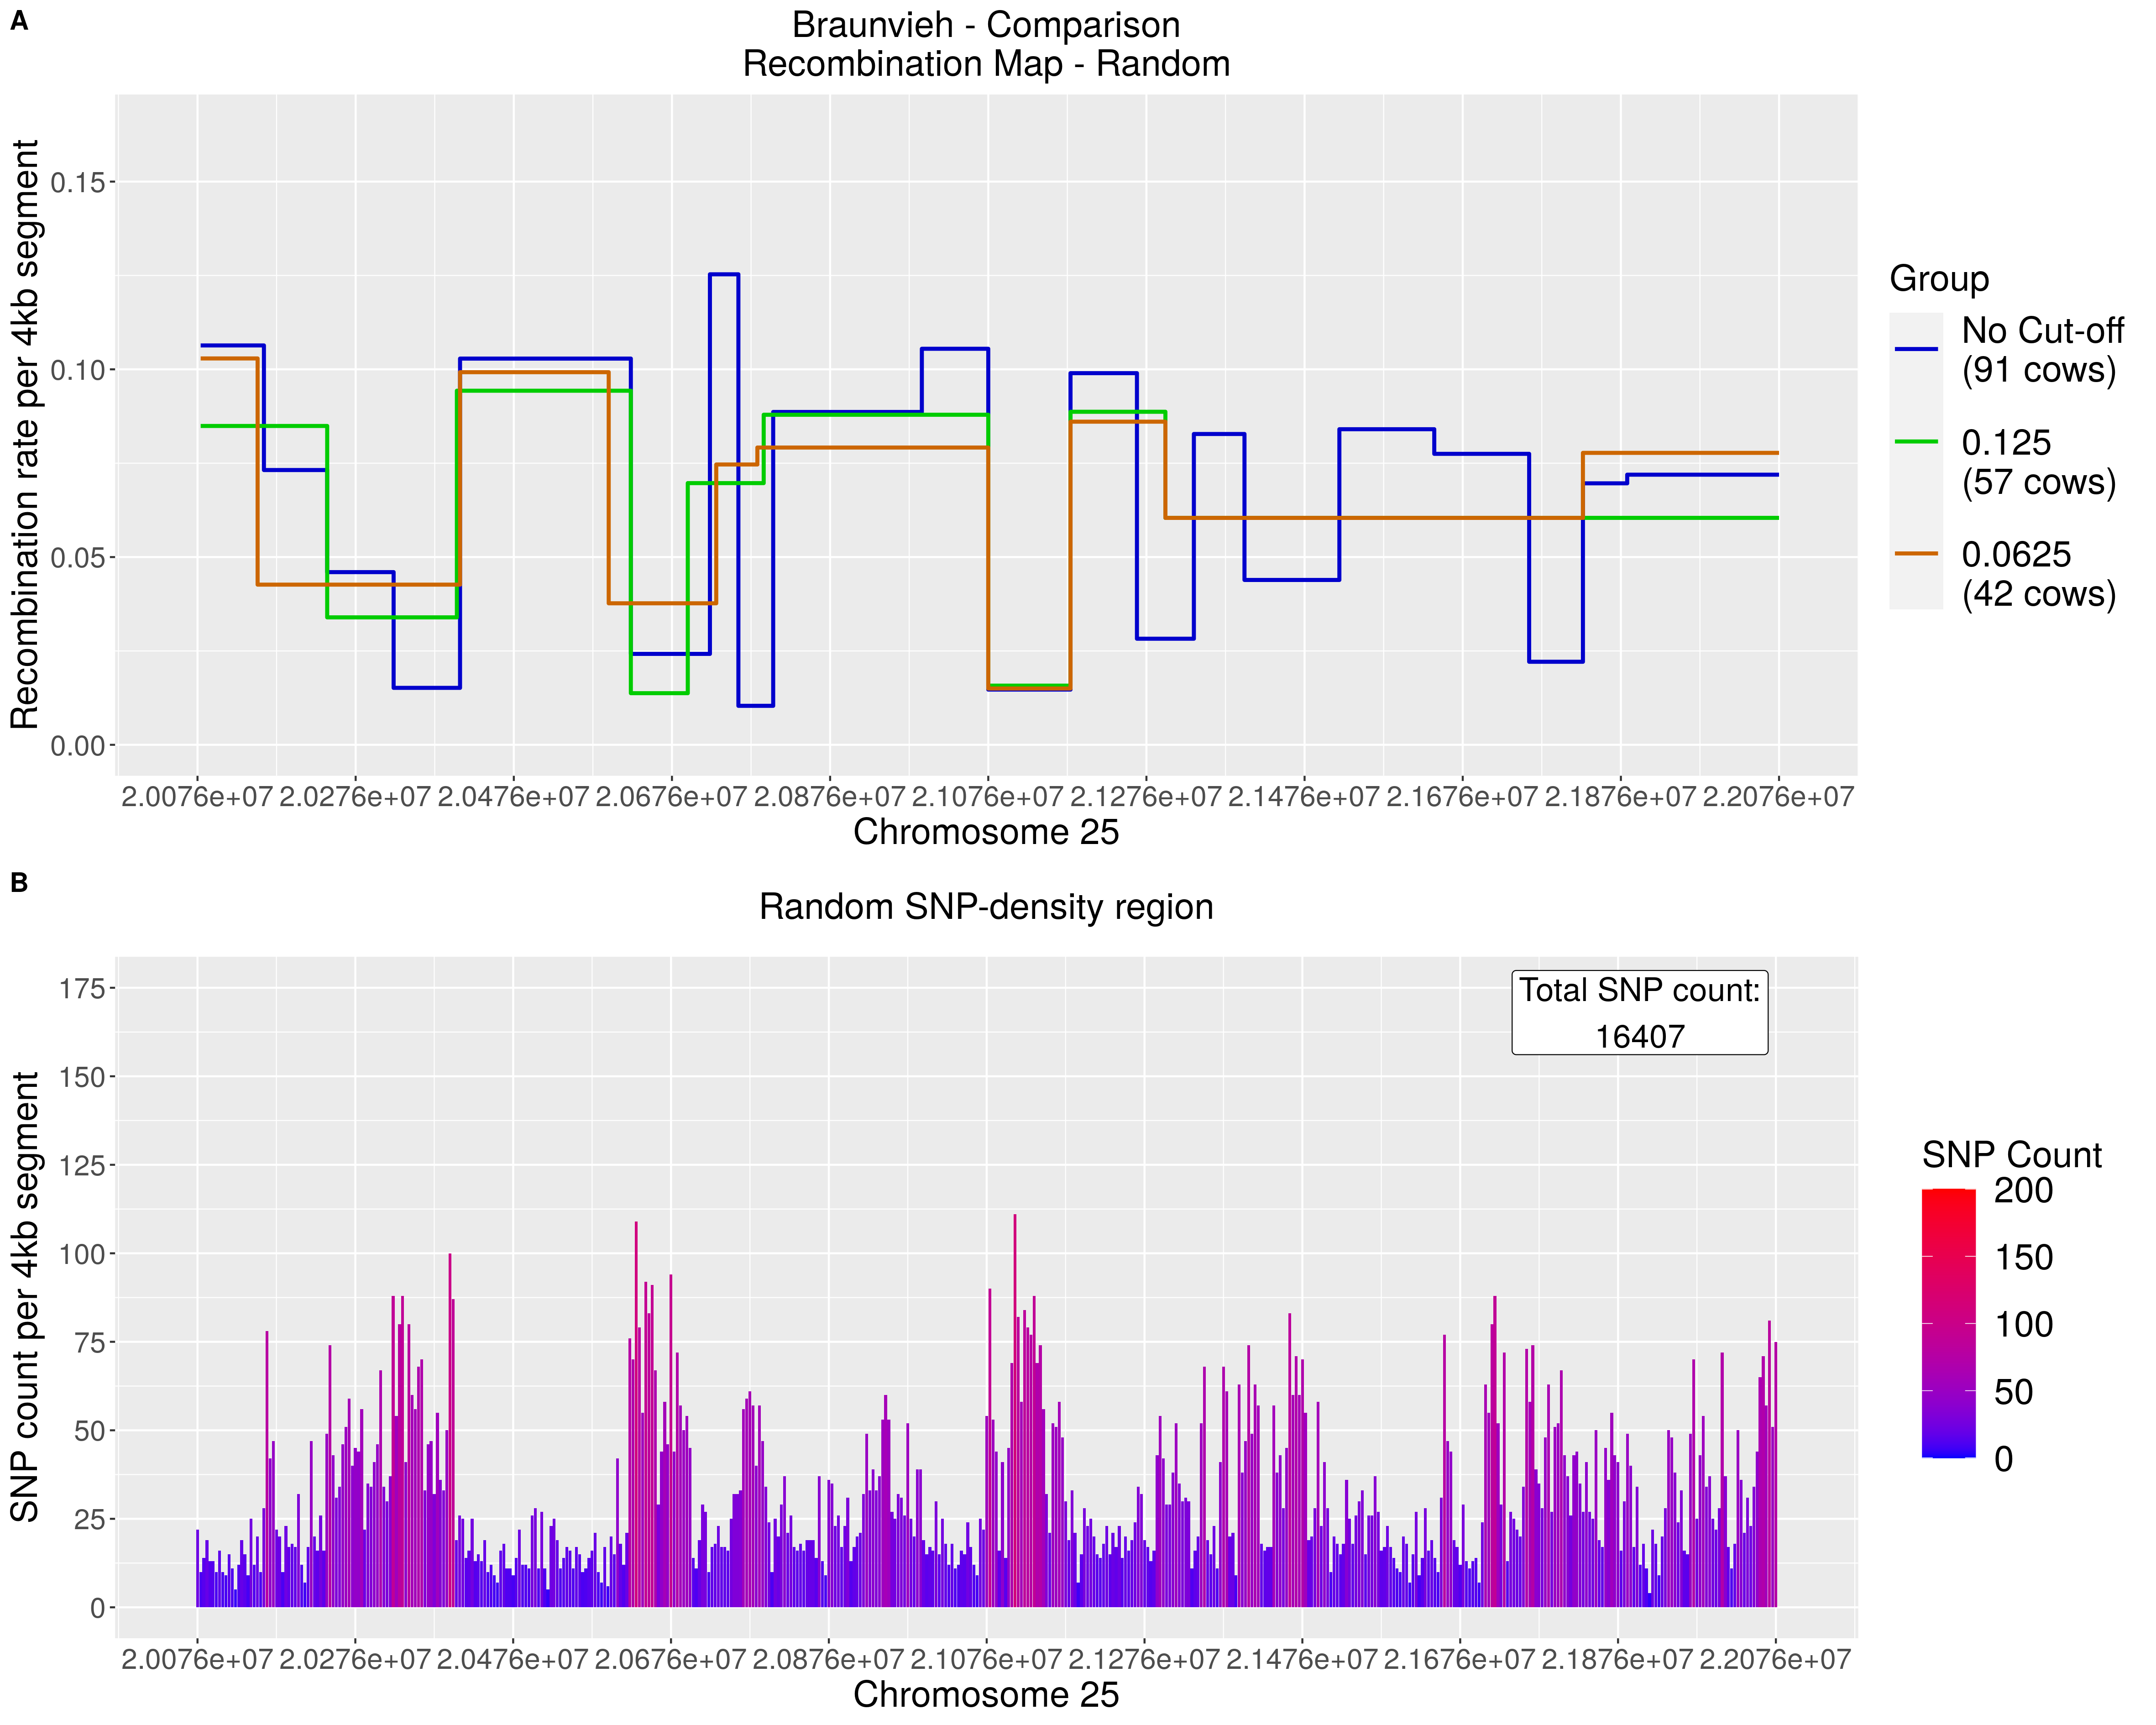 A
Braunvieh - Comparison
Recombination Map - Random
Recombination rate per 4kb segment
0.15
0.10
0.05
0.00
2.0076e+07 2.0276e+07 2.0476e+07 2.0676e+07 2.0876e+07 2.1076e+07 2.1276e+07 2.1476e+07 2.1676e+07 2.1876e+07 2.2076e+07
Chromosome 25
Group
No Cut-off
(91 cows)
0.125
(57 cows)
0.0625
(42 cows)
B
Random SNP-density region
SNP count per 4kb segment
175
150
125
100
75
50
25
0
Total SNP count:
16407
2.0076e+07 2.0276e+07 2.0476e+07 2.0676e+07 2.0876e+07 2.1076e+07 2.1276e+07 2.1476e+07 2.1676e+07 2.1876e+07 2.2076e+07
Chromosome 25
SNP Count
200
150
100
50
0